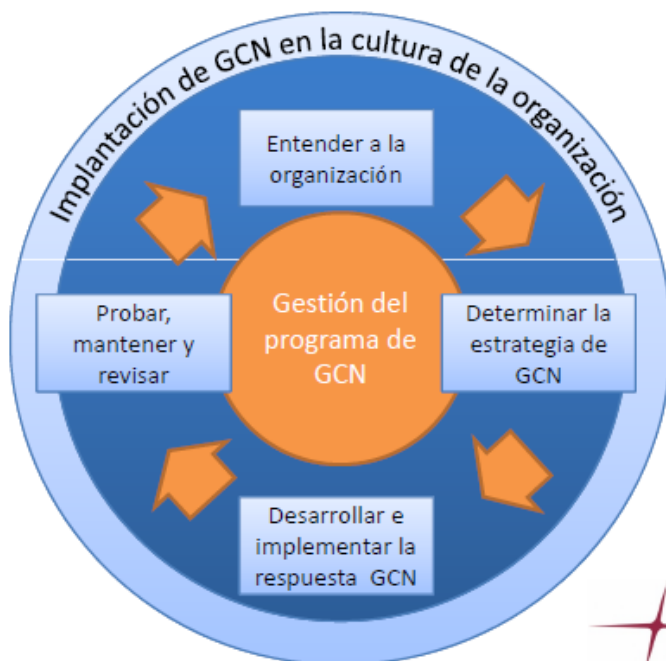 Implantación de GCN en la cultura de la organización
Entender a la
organización
Gestión del
programa de
GCN
Probar,
mantener y
revisar
Determinar la
estrategia de
GCN
Desarrollar e
implementar la
respuesta GCN